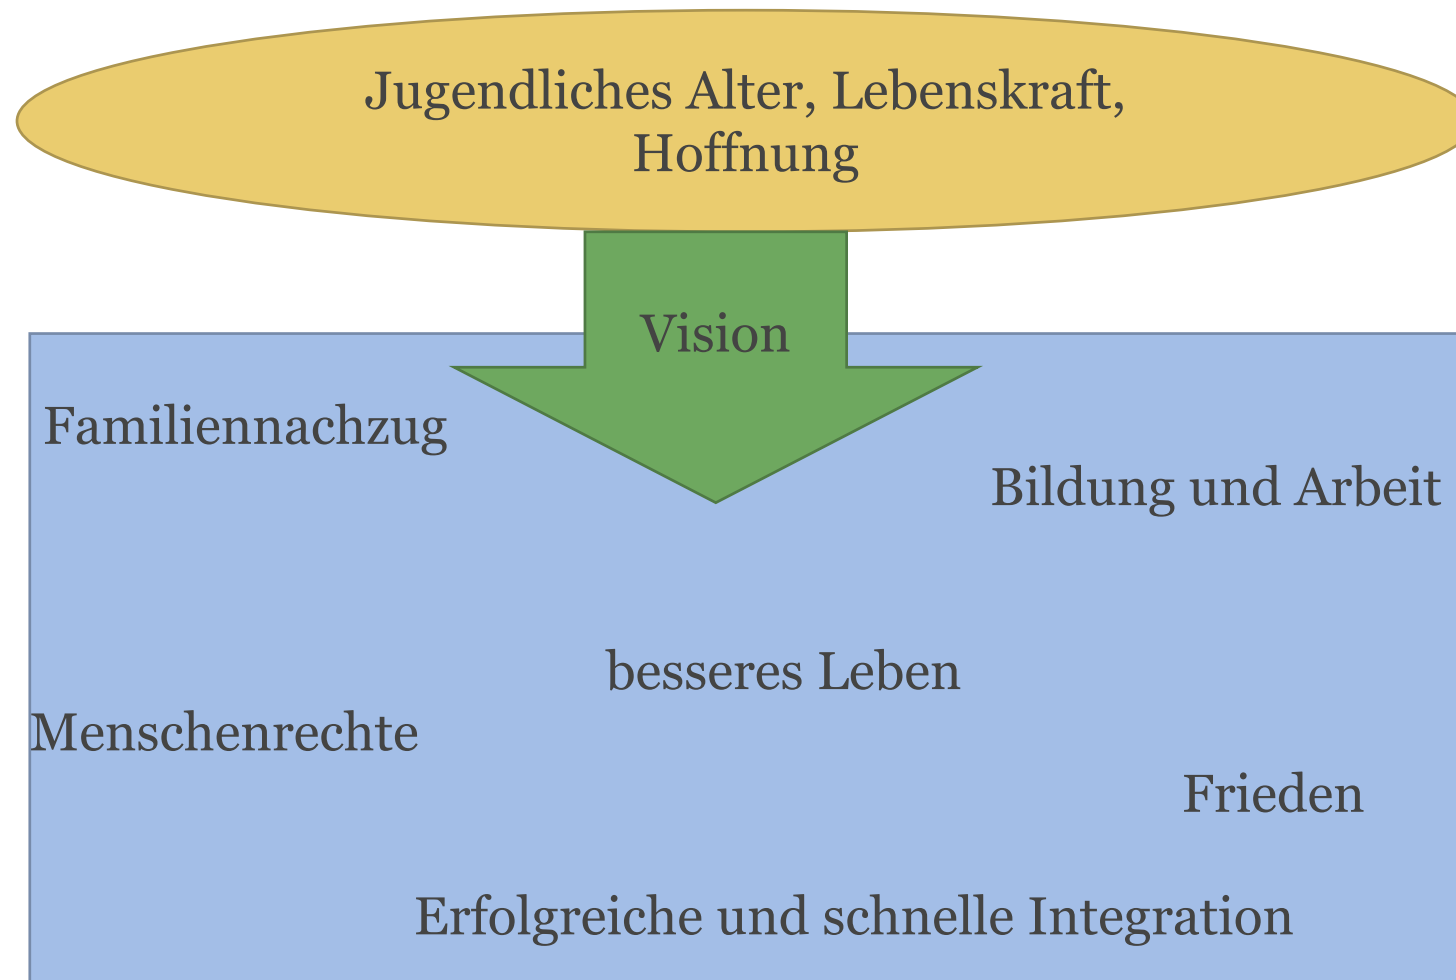 Jugendliches Alter, Lebenskraft,
Hoffnung
Vision
Familiennachzug
Bildung und Arbeit
besseres Leben
Menschenrechte
Frieden
Erfolgreiche und schnelle Integration